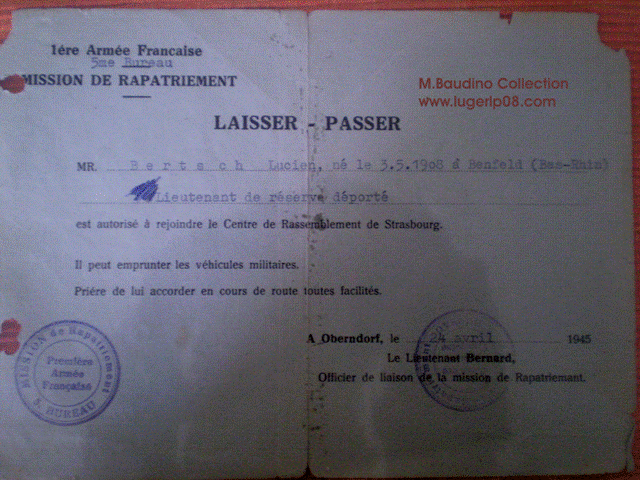 1ére Armée Francaise
5me Bureau
MISSION DE RAPATRIEMENT
M.Baudino Collection
www.lugerlp08.com
LAISSER - PASSER
MR. Bertsch Lucien, né le 3.5.1908 á Benfeld (Bas-Rhin)
Lieutenant de réserve déporté
est autorisé à rejoindre le Centre de Rassemblement de Strasbourg.
Il peut emprunter les véhicules militaires.
Priére de lui accorder en cours de route toutes facilités.
A Oberndorf, le 24 avril 1945
Le Lieutenant Bernard,
Officier de liaison de la mission de Rapatriemant.
MISSION de Rapatriement
Première
Armée
Française
5. BUREAU